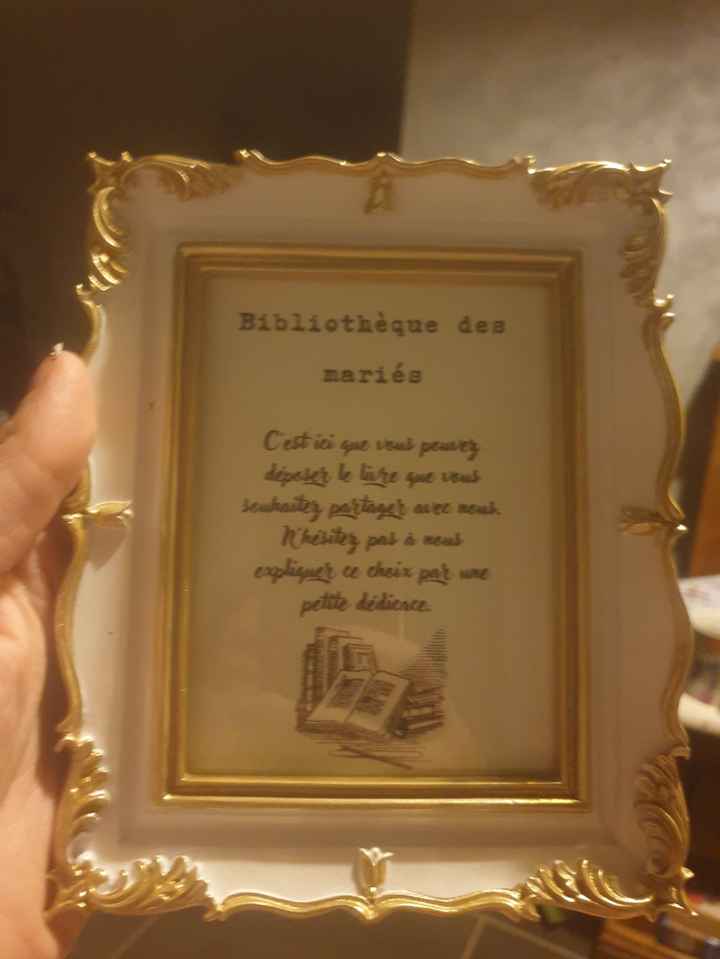 Bibliothèque des
mariés
C'est ici que vous pouvez
déposer le livre que vous
souhaitez partager avec nous.
N'hésitez pas à nous
expliquer ce choix par une
petite dédicace.